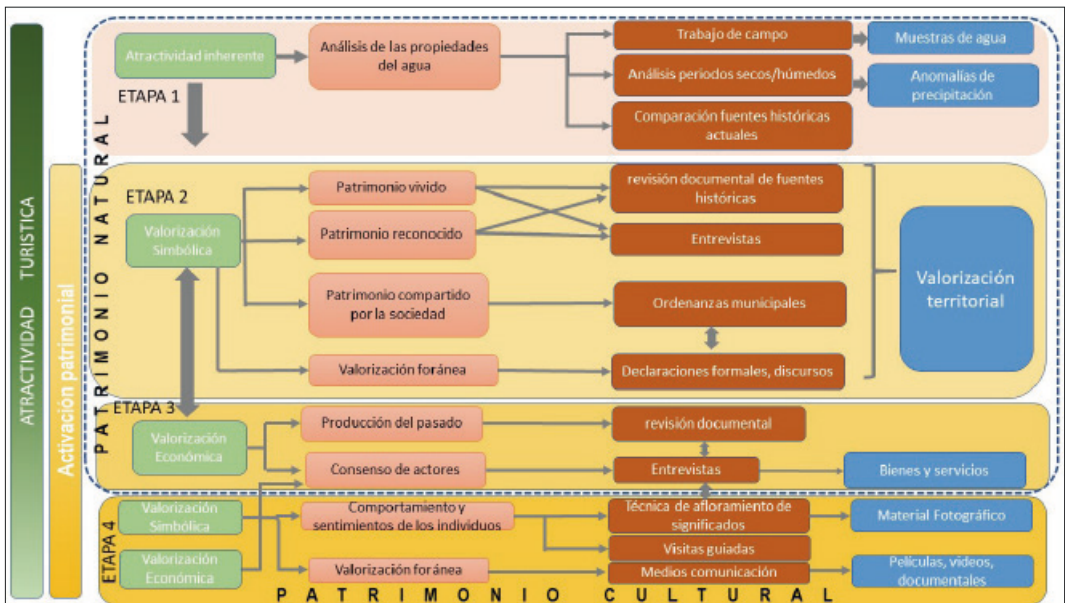 ATRACTIVIDAD TURISTICA
Activación patrimonial
PATRIMONIO NATURAL
ETAPA 1
Atractividad inherente
Análisis de las propiedades
del agua
Trabajo de campo
Muestras de agua
Análisis periodos secos/húmedos
Anomalías de
precipitación
Comparación fuentes históricas
actuales
ETAPA 2
Valorización
Simbólica
Patrimonio vivido
Patrimonio reconocido
Patrimonio compartido
por la sociedad
Valorización foránea
revisión documental de fuentes
históricas
Entrevistas
Ordenanzas municipales
Declaraciones formales, discursos
Valorización
territorial
ETAPA 3
Valorización
Económica
Producción del pasado
revisión documental
Consenso de actores
Entrevistas
Bienes y servicios
ETAPA 4
Valorización
Simbólica
Comportamiento y
sentimientos de los individuos
Técnica de afloramiento de
significados
Material Fotográfico
Visitas guiadas
Valorización
Económica
Valorización foránea
Medios comunicación
Películas, videos,
documentales
PATRIMONIO CULTURAL